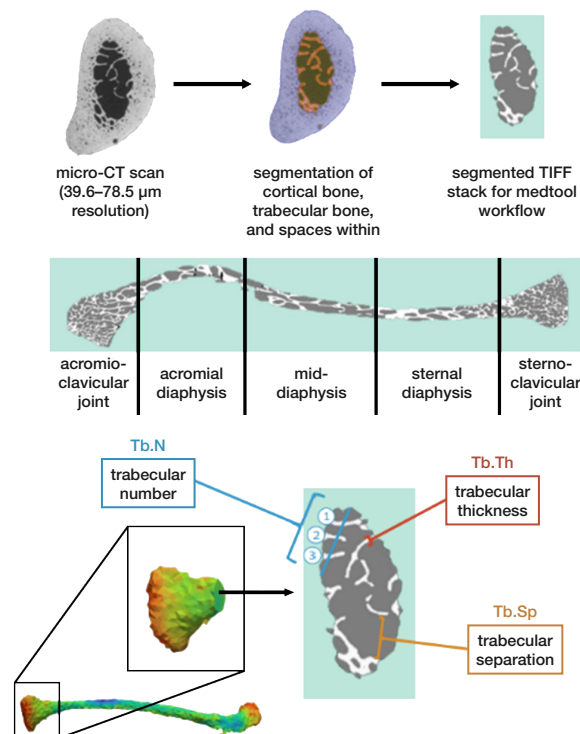 micro-CT scan
(39.6–78.5 µm
resolution)
segmentation of
cortical bone,
trabecular bone,
and spaces within
segmented TIFF
stack for medtool
workflow
acromio-
clavicular
joint
acromial
diaphysis
mid-
diaphysis
sternal
diaphysis
sterno-
clavicular
joint
Tb.N
trabecular
number
Tb.Th
trabecular
thickness
1
2
3
Tb.Sp
trabecular
separation